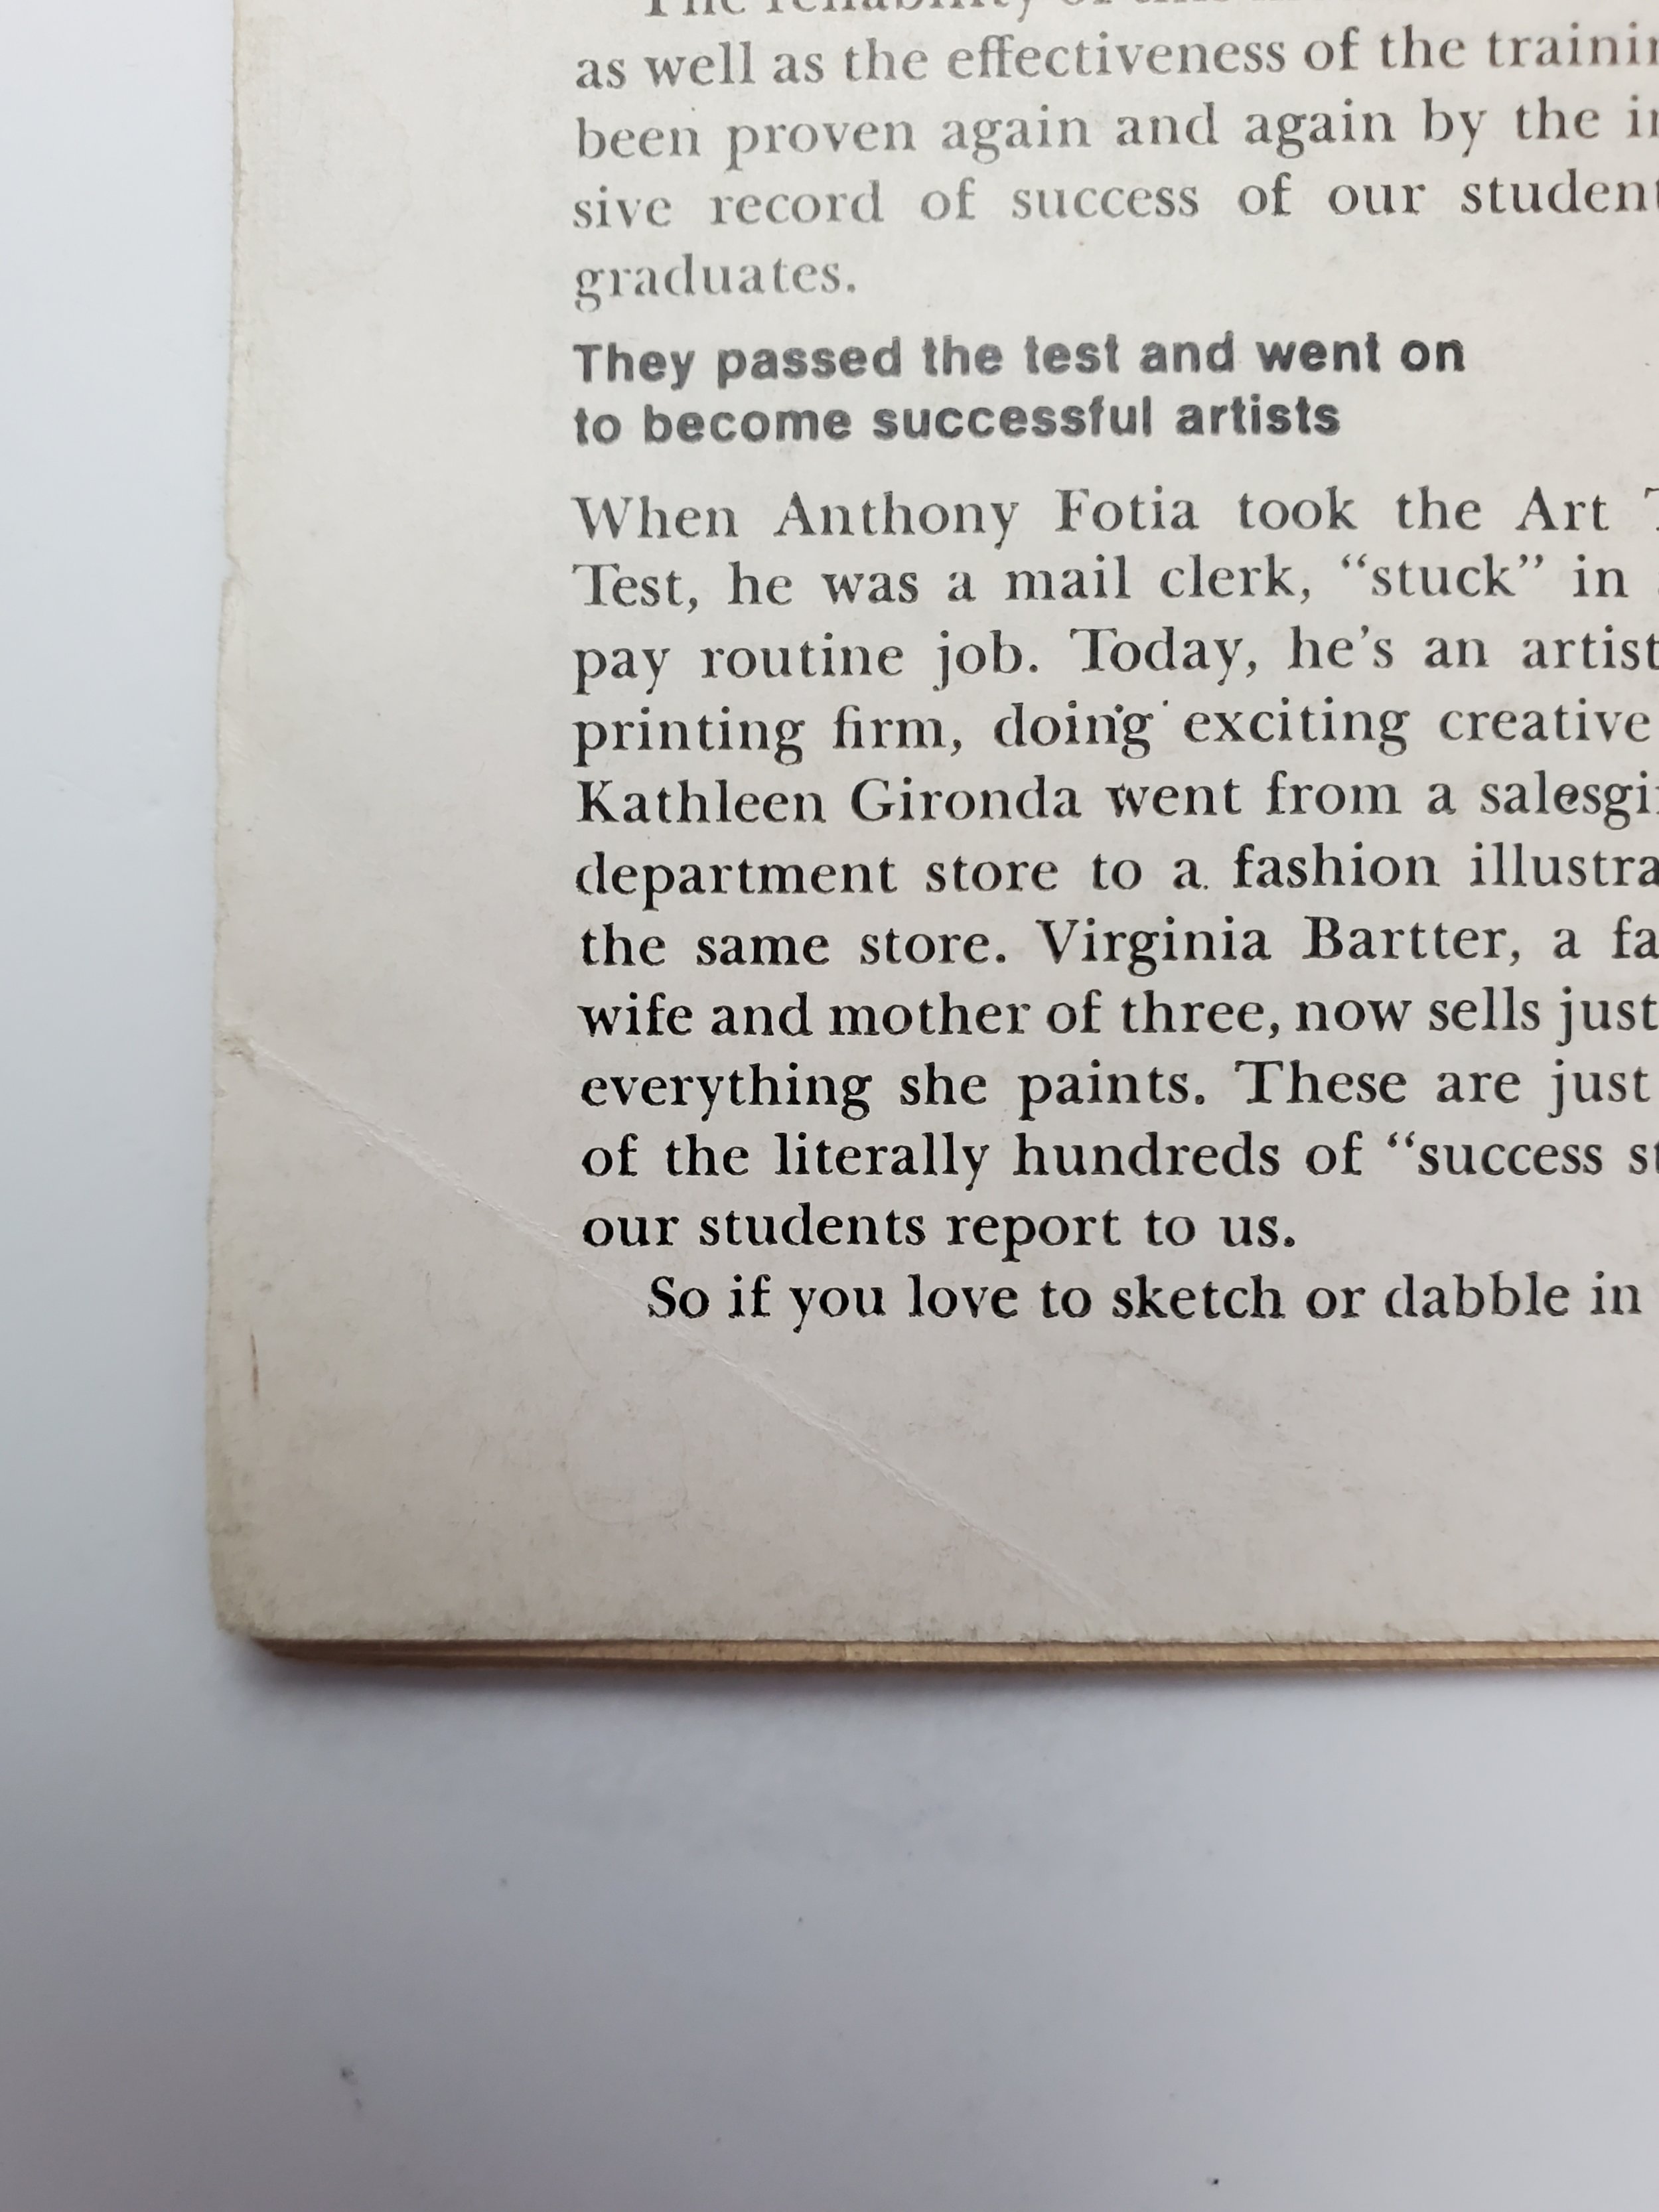 as well as the effectiveness of the
been proven again and again by the
sive record of success of our
graduates.
They passed the test and went on
to become successful artists
When Anthony Fotia took the Art
Test, he was a mail clerk, “stuck” in
pay routine job. Today, he’s an artist
printing firm, doing exciting creative
Kathleen Gironda went from a
department store to a fashion
the same store. Virginia Bartter, a
wife and mother of three, now sells just
everything she paints. These are just
of the literally hundreds of “success
our students report to us.
So if you love to sketch or dabble in